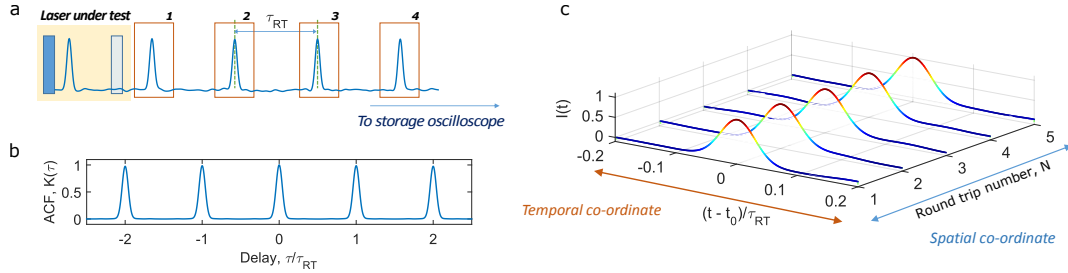 a
Laser under test
1
2
3
4
τRT
To storage oscilloscope
b
ACF, K(τ)
1
0.5
0
-2
-1
0
1
2
Delay, τ/τRT
c
I(t)
1
0.5
0
-0.2
-0.1
0
0.1
0.2
(t - t0)/τRT
Temporal co-ordinate
1
2
3
4
5
Round trip number, N
Spatial co-ordinate